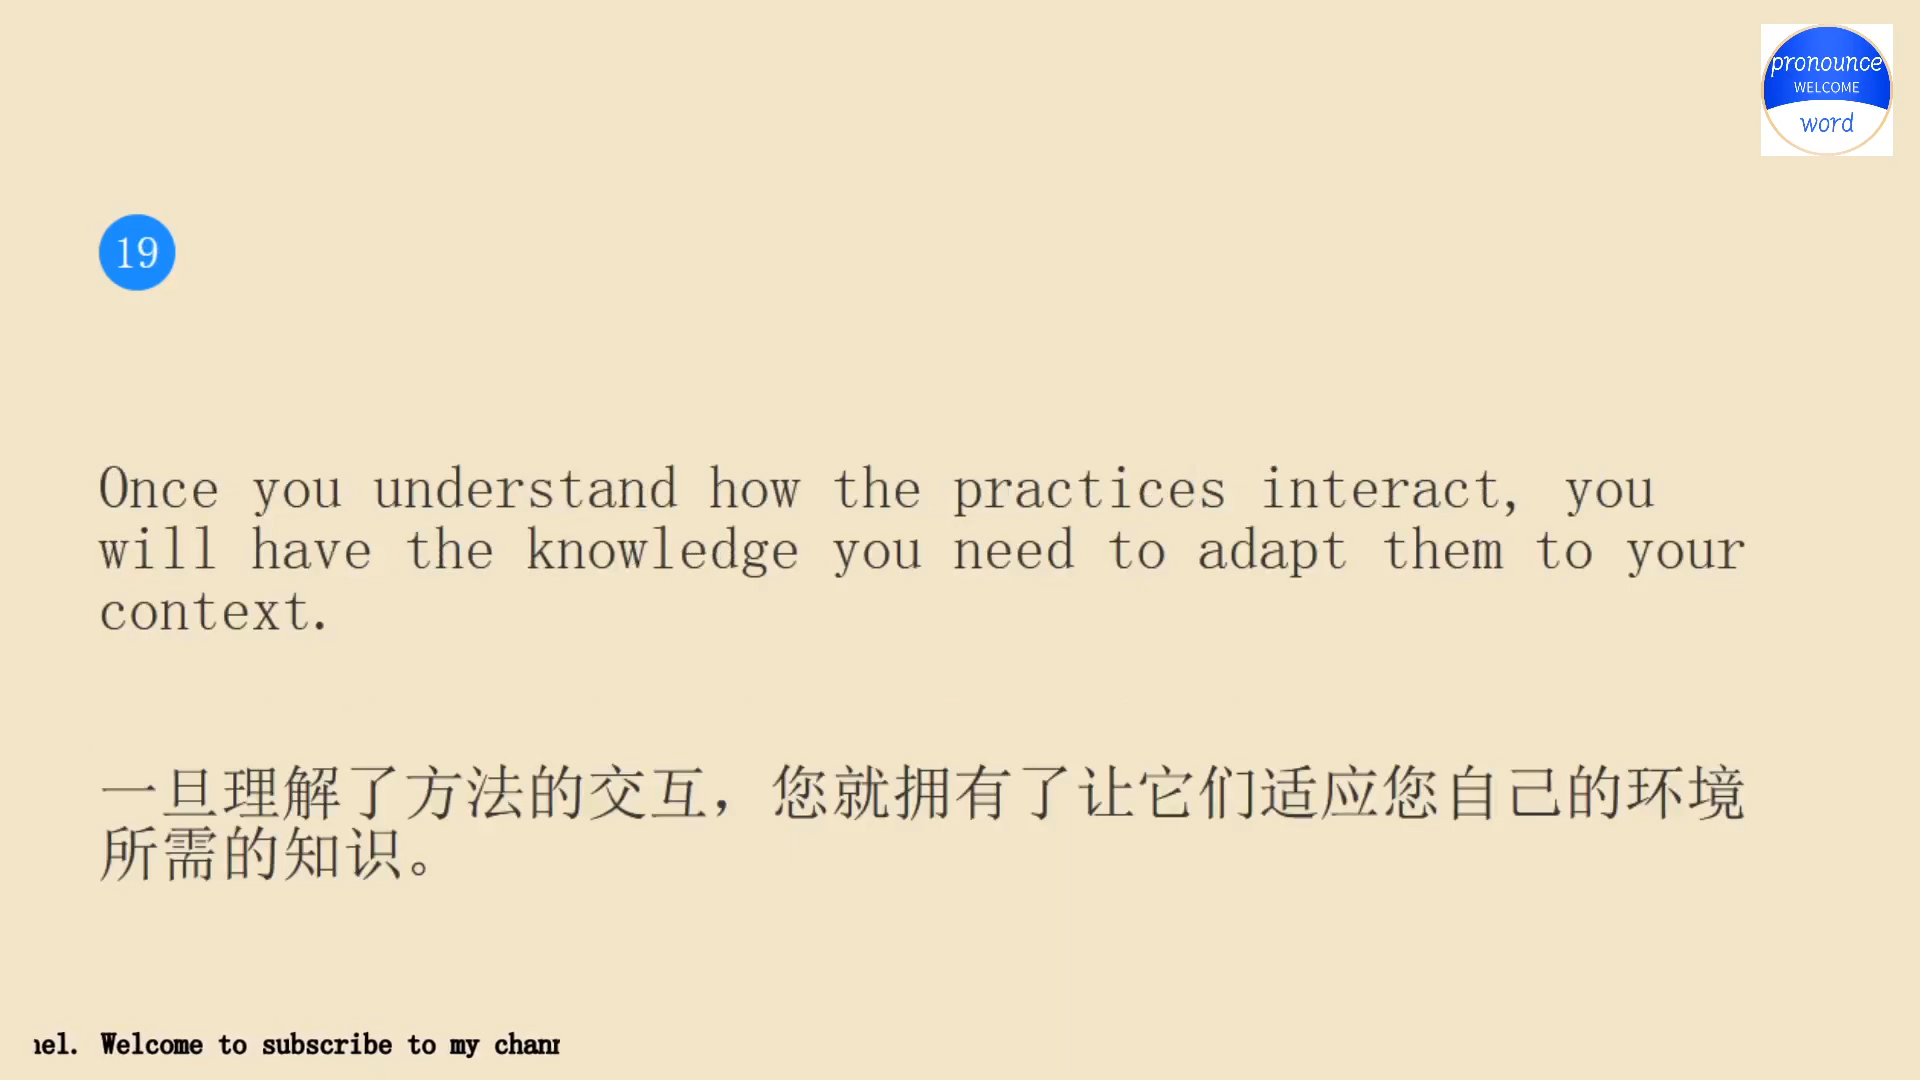 pronounce
WELCOME
word
19
Once you understand how the practices interact, you
will have the knowledge you need to adapt them to your
context.
一旦理解了方法的交互，您就拥有了让它们适应您自己的环境
所需的知识。
nel. Welcome to subscribe to my chann